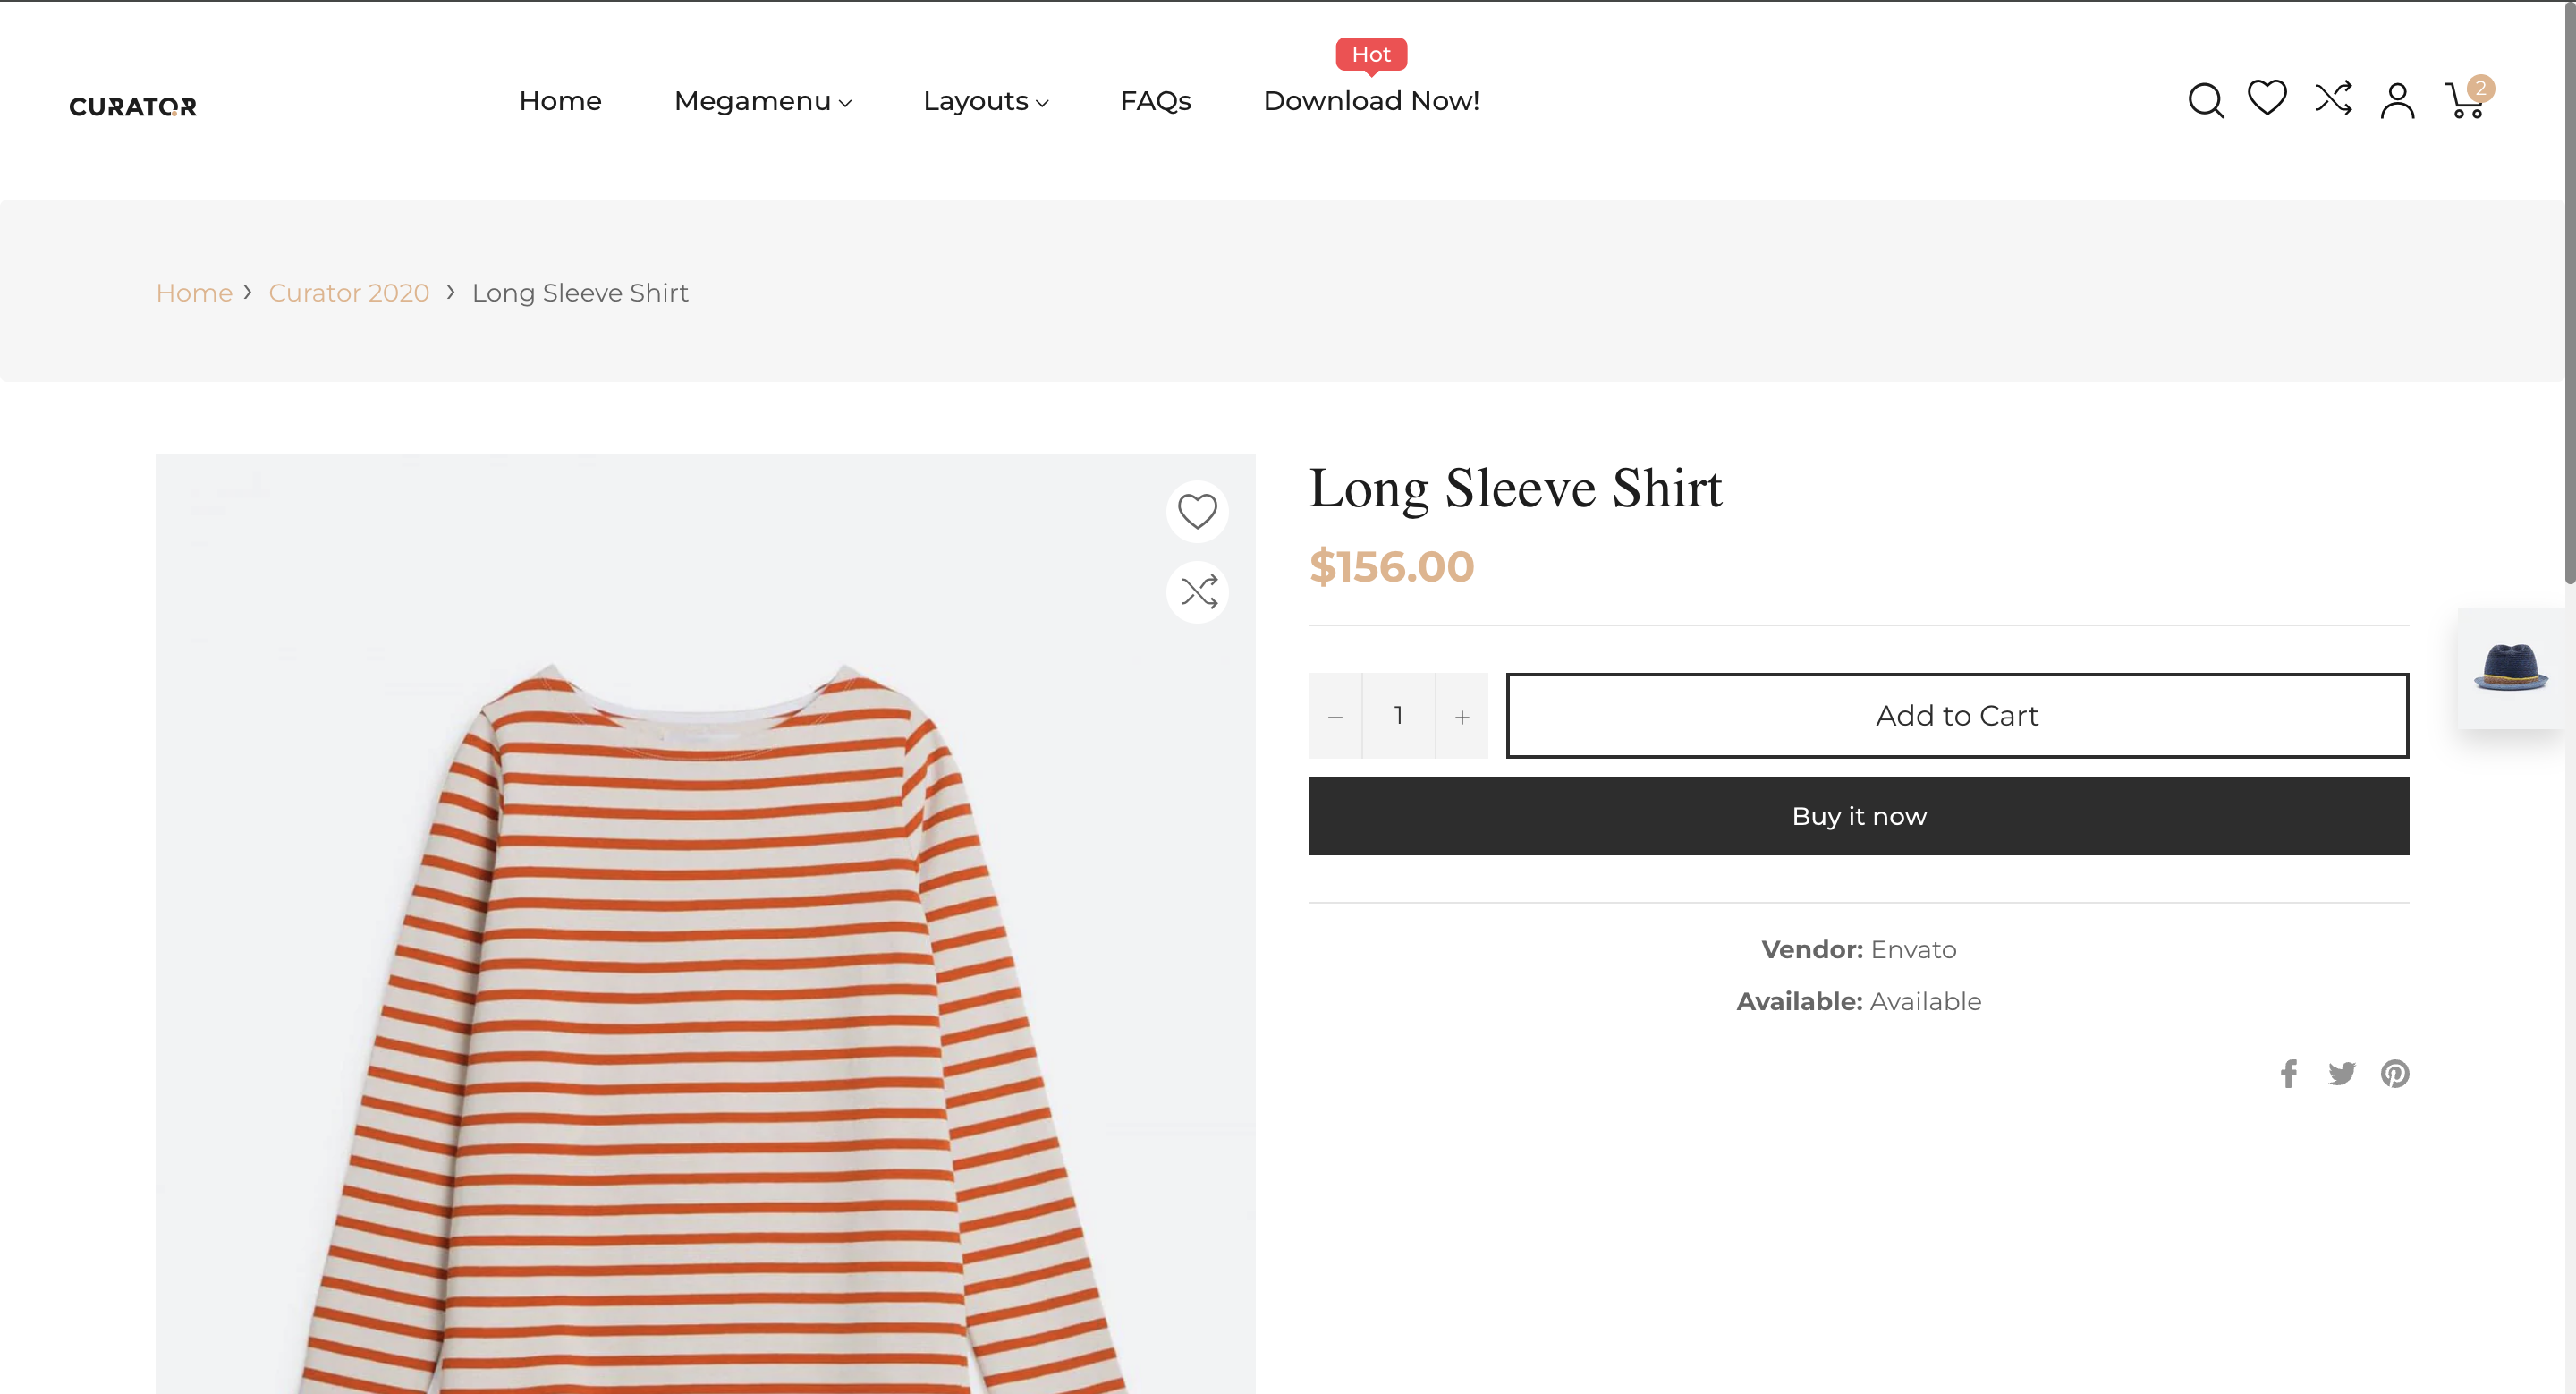 Hot
CURATOR
Home Megamenu Layouts FAQs Download Now!
2
Home › Curator 2020 › Long Sleeve Shirt
Long Sleeve Shirt
$156.00
− 1 + Add to Cart
Buy it now
Vendor: Envato
Available: Available